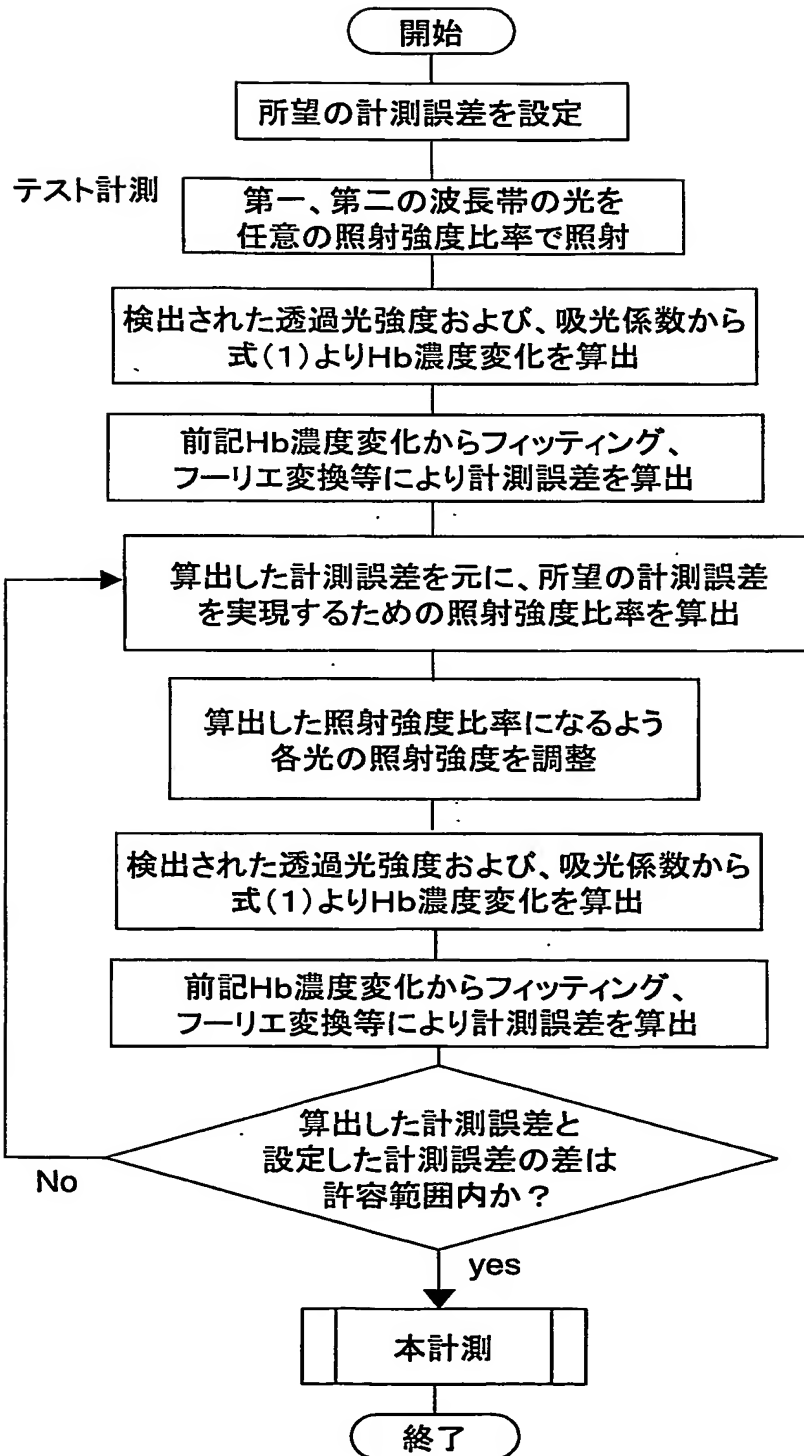 開始
所望の計測誤差を設定
テスト計測
第一、第二の波長帯の光を
任意の照射強度比率で照射
検出された透過光強度および、吸光係数から
式(1)よりHb濃度変化を算出
前記Hb濃度変化からフィッティング、
フーリエ変換等により計測誤差を算出
算出した計測誤差を元に、所望の計測誤差
を実現するための照射強度比率を算出
算出した照射強度比率になるよう
各光の照射強度を調整
検出された透過光強度および、吸光係数から
式(1)よりHb濃度変化を算出
前記Hb濃度変化からフィッティング、
フーリエ変換等により計測誤差を算出
算出した計測誤差と
設定した計測誤差の差は
許容範囲内か?
No
yes
本計測
終了